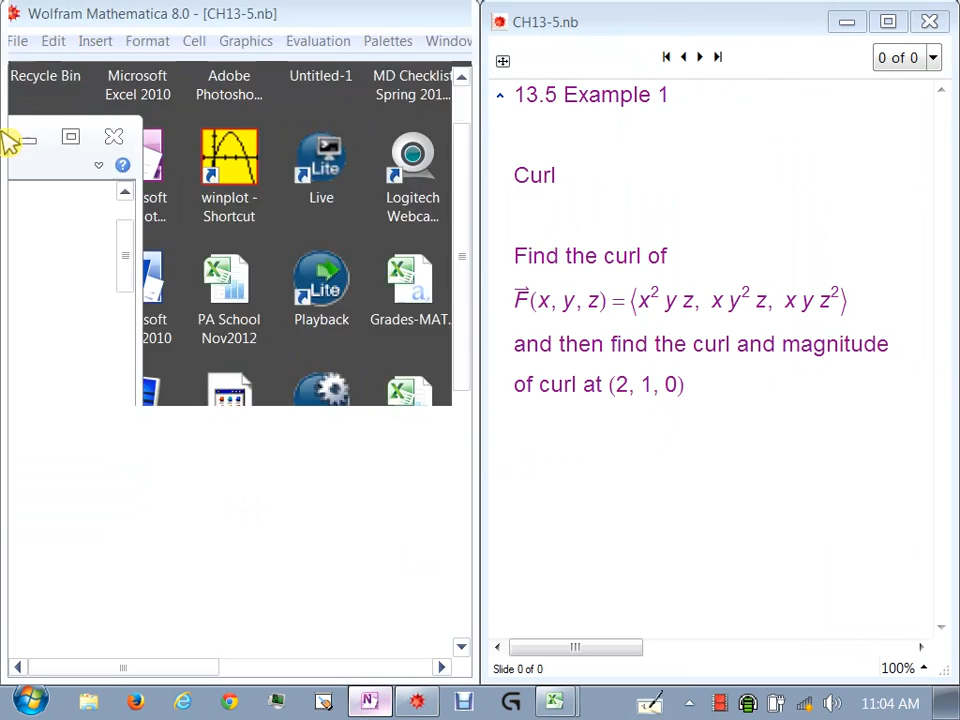 Wolfram Mathematica 8.0 - [CH13-5.nb]
File Edit Insert Format Cell Graphics Evaluation Palettes Window
Recycle Bin
Microsoft Excel 2010
Adobe Photosho...
Untitled-1
MD Checklist Spring 201...
winplot - Shortcut
Lite
Live
Logitech Webca...
PA School Nov2012
Lite
Playback
a,
Grades-MAT...
2010
CH13-5.nb
0 of 0
13.5 Example 1
Curl
Find the curl of
F⃗(x, y, z) = ⟨x² y z, x y² z, x y z²⟩
and then find the curl and magnitude
of curl at (2, 1, 0)
Slide 0 of 0
100%
11:04 AM